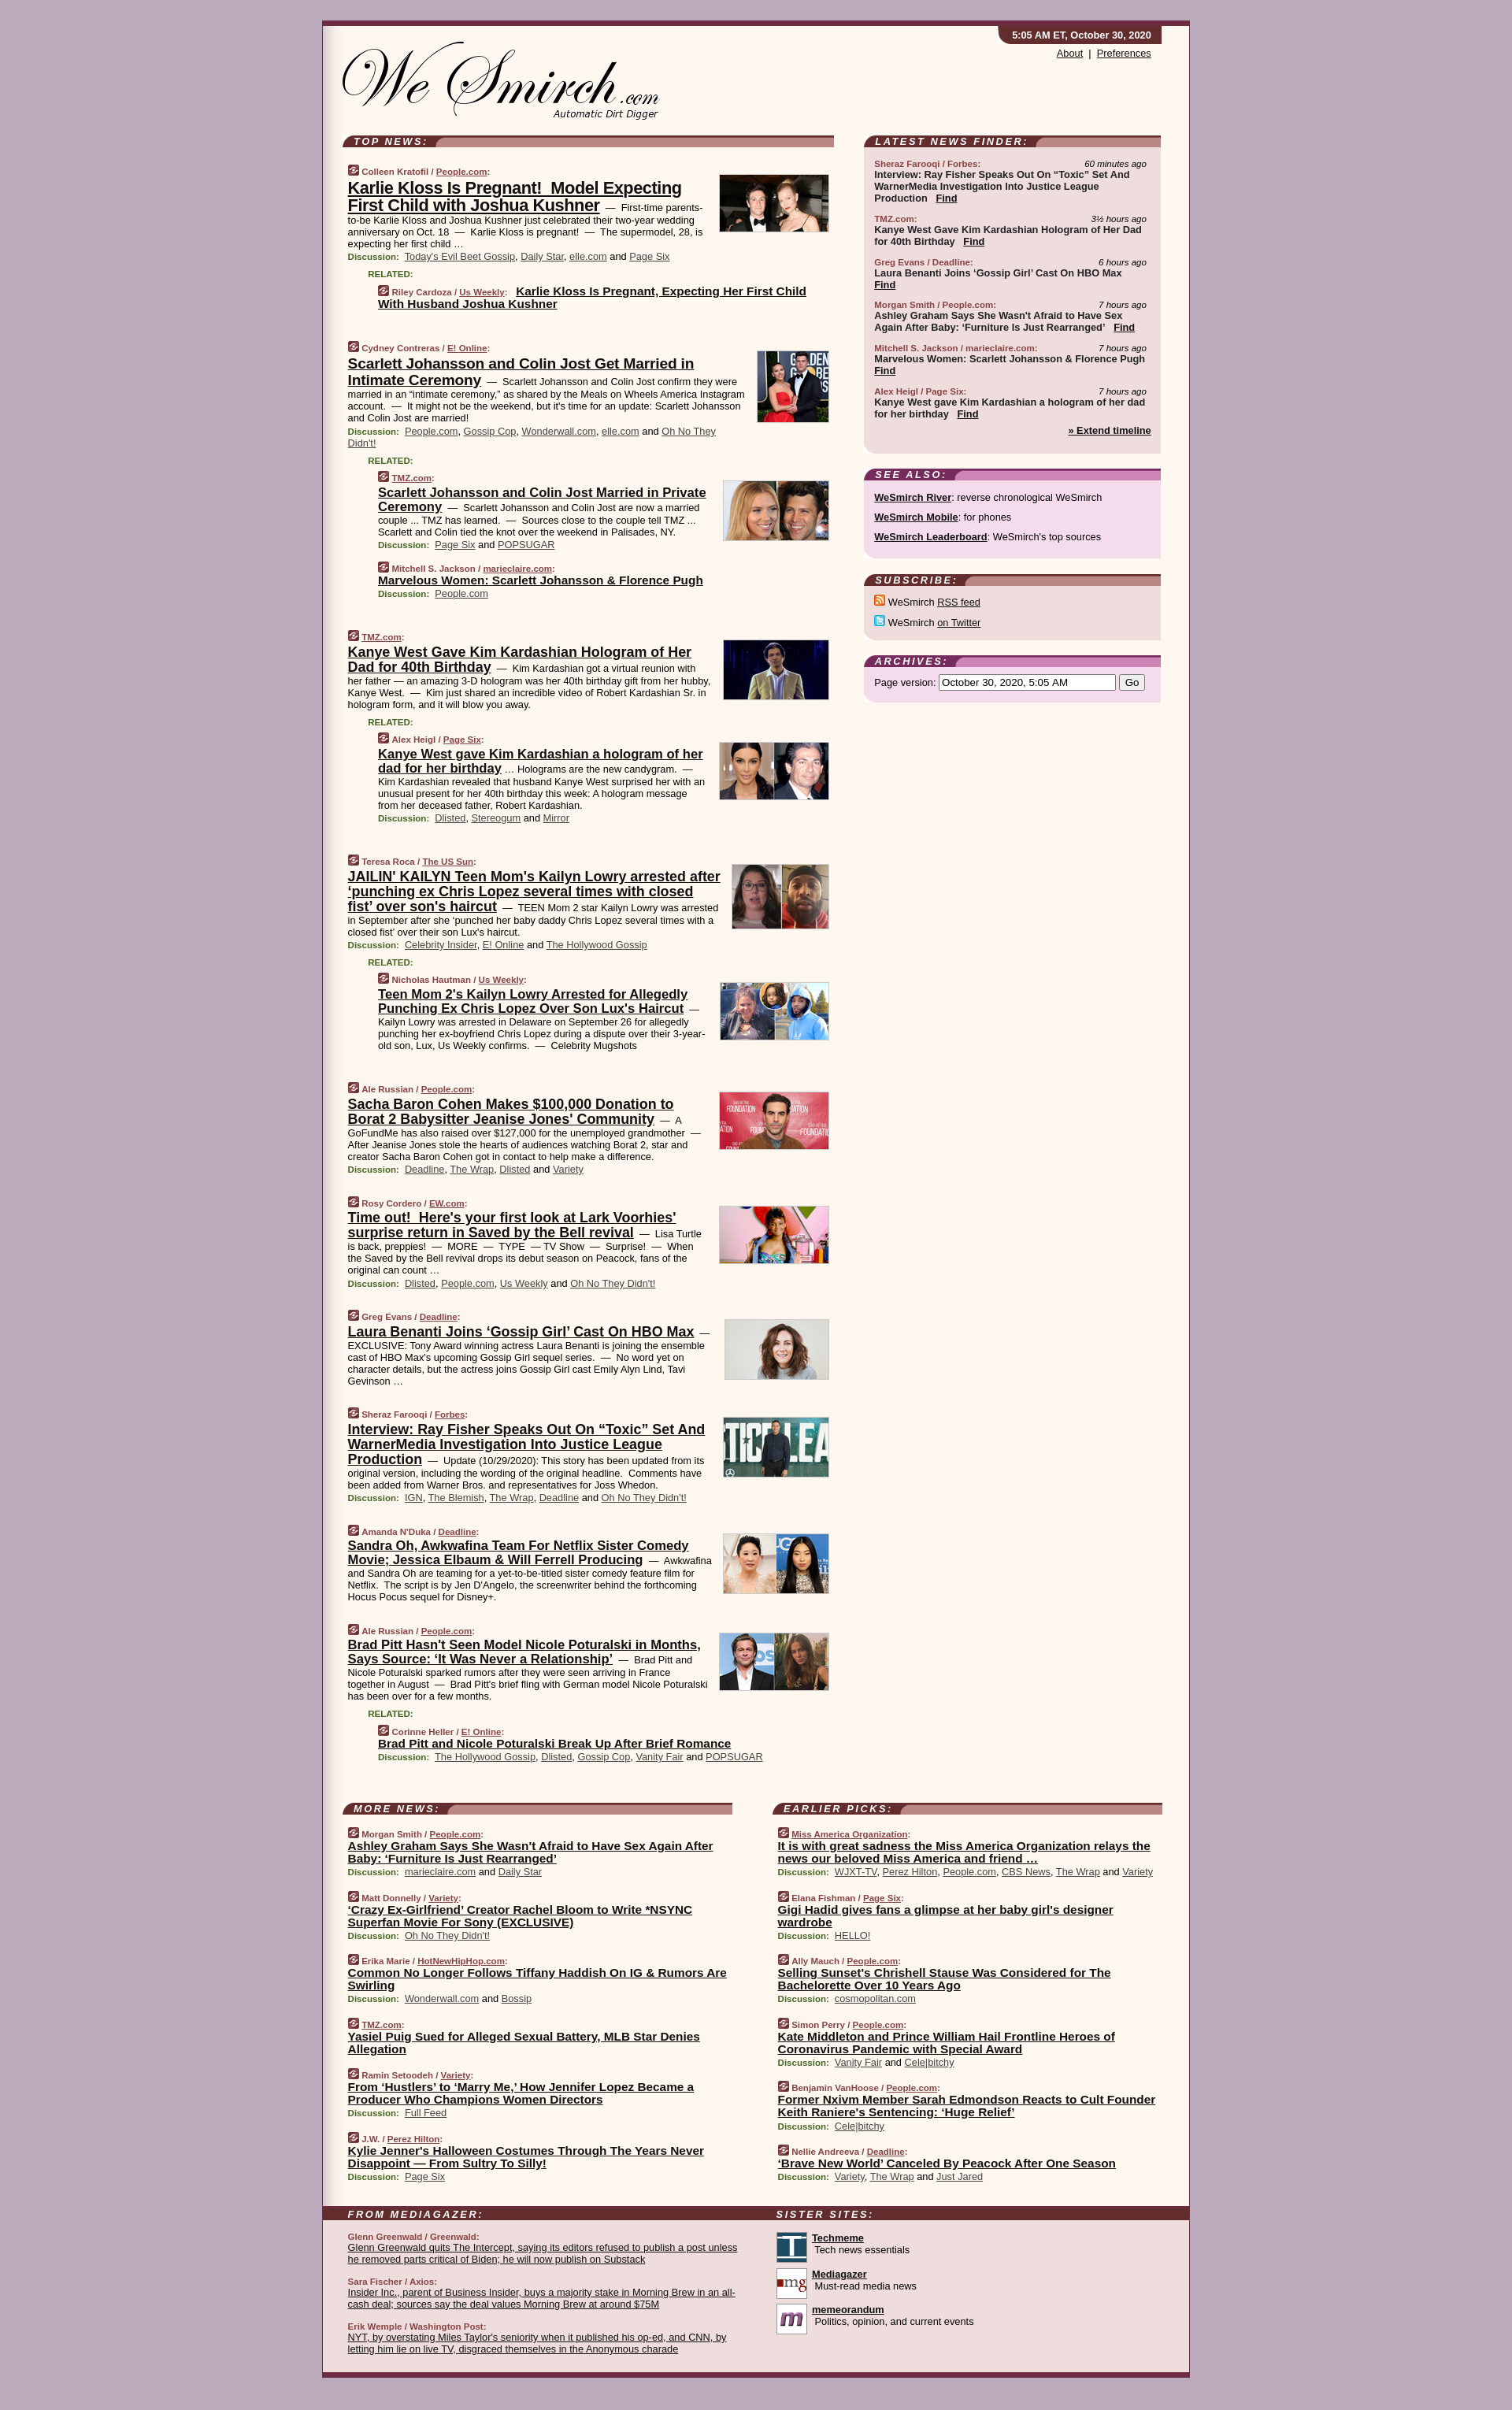 5:05 AM ET, October 30, 2020
About | Preferences
We Smirch.com
Automatic Dirt Digger
TOP NEWS:
Colleen Kratofil / People.com:
Karlie Kloss Is Pregnant!  Model Expecting
First Child with Joshua Kushner — First-time parents-
to-be Karlie Kloss and Joshua Kushner just celebrated their two-year wedding
anniversary on Oct. 18 — Karlie Kloss is pregnant! — The supermodel, 28, is
expecting her first child …
Discussion: Today's Evil Beet Gossip, Daily Star, elle.com and Page Six
RELATED:
Riley Cardoza / Us Weekly: Karlie Kloss Is Pregnant, Expecting Her First Child
With Husband Joshua Kushner
Cydney Contreras / E! Online:
Scarlett Johansson and Colin Jost Get Married in
Intimate Ceremony — Scarlett Johansson and Colin Jost confirm they were
married in an “intimate ceremony,” as shared by the Meals on Wheels America Instagram
account. — It might not be the weekend, but it's time for an update: Scarlett Johansson
and Colin Jost are married!
Discussion: People.com, Gossip Cop, Wonderwall.com, elle.com and Oh No They
Didn't!
RELATED:
TMZ.com:
Scarlett Johansson and Colin Jost Married in Private
Ceremony — Scarlett Johansson and Colin Jost are now a married
couple ... TMZ has learned. — Sources close to the couple tell TMZ ...
Scarlett and Colin tied the knot over the weekend in Palisades, NY.
Discussion: Page Six and POPSUGAR
Mitchell S. Jackson / marieclaire.com:
Marvelous Women: Scarlett Johansson & Florence Pugh
Discussion: People.com
TMZ.com:
Kanye West Gave Kim Kardashian Hologram of Her
Dad for 40th Birthday — Kim Kardashian got a virtual reunion with
her father — an amazing 3-D hologram was her 40th birthday gift from her hubby,
Kanye West. — Kim just shared an incredible video of Robert Kardashian Sr. in
hologram form, and it will blow you away.
RELATED:
Alex Heigl / Page Six:
Kanye West gave Kim Kardashian a hologram of her
dad for her birthday … Holograms are the new candygram. —
Kim Kardashian revealed that husband Kanye West surprised her with an
unusual present for her 40th birthday this week: A hologram message
from her deceased father, Robert Kardashian.
Discussion: Dlisted, Stereogum and Mirror
Teresa Roca / The US Sun:
JAILIN' KAILYN Teen Mom's Kailyn Lowry arrested after
‘punching ex Chris Lopez several times with closed
fist’ over son's haircut — TEEN Mom 2 star Kailyn Lowry was arrested
in September after she ‘punched her baby daddy Chris Lopez several times with a
closed fist’ over their son Lux's haircut.
Discussion: Celebrity Insider, E! Online and The Hollywood Gossip
RELATED:
Nicholas Hautman / Us Weekly:
Teen Mom 2's Kailyn Lowry Arrested for Allegedly
Punching Ex Chris Lopez Over Son Lux's Haircut —
Kailyn Lowry was arrested in Delaware on September 26 for allegedly
punching her ex-boyfriend Chris Lopez during a dispute over their 3-year-
old son, Lux, Us Weekly confirms. — Celebrity Mugshots
Ale Russian / People.com:
Sacha Baron Cohen Makes $100,000 Donation to
Borat 2 Babysitter Jeanise Jones' Community — A
GoFundMe has also raised over $127,000 for the unemployed grandmother —
After Jeanise Jones stole the hearts of audiences watching Borat 2, star and
creator Sacha Baron Cohen got in contact to help make a difference.
Discussion: Deadline, The Wrap, Dlisted and Variety
Rosy Cordero / EW.com:
Time out!  Here's your first look at Lark Voorhies'
surprise return in Saved by the Bell revival — Lisa Turtle
is back, preppies! — MORE — TYPE — TV Show — Surprise! — When
the Saved by the Bell revival drops its debut season on Peacock, fans of the
original can count …
Discussion: Dlisted, People.com, Us Weekly and Oh No They Didn't!
Greg Evans / Deadline:
Laura Benanti Joins ‘Gossip Girl’ Cast On HBO Max —
EXCLUSIVE: Tony Award winning actress Laura Benanti is joining the ensemble
cast of HBO Max's upcoming Gossip Girl sequel series. — No word yet on
character details, but the actress joins Gossip Girl cast Emily Alyn Lind, Tavi
Gevinson …
Sheraz Farooqi / Forbes:
Interview: Ray Fisher Speaks Out On “Toxic” Set And
WarnerMedia Investigation Into Justice League
Production — Update (10/29/2020): This story has been updated from its
original version, including the wording of the original headline.  Comments have
been added from Warner Bros. and representatives for Joss Whedon.
Discussion: IGN, The Blemish, The Wrap, Deadline and Oh No They Didn't!
Amanda N'Duka / Deadline:
Sandra Oh, Awkwafina Team For Netflix Sister Comedy
Movie; Jessica Elbaum & Will Ferrell Producing — Awkwafina
and Sandra Oh are teaming for a yet-to-be-titled sister comedy feature film for
Netflix.  The script is by Jen D'Angelo, the screenwriter behind the forthcoming
Hocus Pocus sequel for Disney+.
Ale Russian / People.com:
Brad Pitt Hasn't Seen Model Nicole Poturalski in Months,
Says Source: ‘It Was Never a Relationship’ — Brad Pitt and
Nicole Poturalski sparked rumors after they were seen arriving in France
together in August — Brad Pitt's brief fling with German model Nicole Poturalski
has been over for a few months.
RELATED:
Corinne Heller / E! Online:
Brad Pitt and Nicole Poturalski Break Up After Brief Romance
Discussion: The Hollywood Gossip, Dlisted, Gossip Cop, Vanity Fair and POPSUGAR
LATEST NEWS FINDER:
Sheraz Farooqi / Forbes: 60 minutes ago
Interview: Ray Fisher Speaks Out On “Toxic” Set And
WarnerMedia Investigation Into Justice League
Production Find
TMZ.com: 3½ hours ago
Kanye West Gave Kim Kardashian Hologram of Her Dad
for 40th Birthday Find
Greg Evans / Deadline: 6 hours ago
Laura Benanti Joins ‘Gossip Girl’ Cast On HBO Max
Find
Morgan Smith / People.com: 7 hours ago
Ashley Graham Says She Wasn't Afraid to Have Sex
Again After Baby: ‘Furniture Is Just Rearranged’ Find
Mitchell S. Jackson / marieclaire.com: 7 hours ago
Marvelous Women: Scarlett Johansson & Florence Pugh
Find
Alex Heigl / Page Six: 7 hours ago
Kanye West gave Kim Kardashian a hologram of her dad
for her birthday Find
» Extend timeline
SEE ALSO:
WeSmirch River: reverse chronological WeSmirch
WeSmirch Mobile: for phones
WeSmirch Leaderboard: WeSmirch's top sources
SUBSCRIBE:
WeSmirch RSS feed
WeSmirch on Twitter
ARCHIVES:
Page version: October 30, 2020, 5:05 AM Go
MORE NEWS:
Morgan Smith / People.com:
Ashley Graham Says She Wasn't Afraid to Have Sex Again After
Baby: ‘Furniture Is Just Rearranged’
Discussion: marieclaire.com and Daily Star
Matt Donnelly / Variety:
‘Crazy Ex-Girlfriend’ Creator Rachel Bloom to Write *NSYNC
Superfan Movie For Sony (EXCLUSIVE)
Discussion: Oh No They Didn't!
Erika Marie / HotNewHipHop.com:
Common No Longer Follows Tiffany Haddish On IG & Rumors Are
Swirling
Discussion: Wonderwall.com and Bossip
TMZ.com:
Yasiel Puig Sued for Alleged Sexual Battery, MLB Star Denies
Allegation
Ramin Setoodeh / Variety:
From ‘Hustlers’ to ‘Marry Me,’ How Jennifer Lopez Became a
Producer Who Champions Women Directors
Discussion: Full Feed
J.W. / Perez Hilton:
Kylie Jenner's Halloween Costumes Through The Years Never
Disappoint — From Sultry To Silly!
Discussion: Page Six
EARLIER PICKS:
Miss America Organization:
It is with great sadness the Miss America Organization relays the
news our beloved Miss America and friend …
Discussion: WJXT-TV, Perez Hilton, People.com, CBS News, The Wrap and Variety
Elana Fishman / Page Six:
Gigi Hadid gives fans a glimpse at her baby girl's designer
wardrobe
Discussion: HELLO!
Ally Mauch / People.com:
Selling Sunset's Chrishell Stause Was Considered for The
Bachelorette Over 10 Years Ago
Discussion: cosmopolitan.com
Simon Perry / People.com:
Kate Middleton and Prince William Hail Frontline Heroes of
Coronavirus Pandemic with Special Award
Discussion: Vanity Fair and Cele|bitchy
Benjamin VanHoose / People.com:
Former Nxivm Member Sarah Edmondson Reacts to Cult Founder
Keith Raniere's Sentencing: ‘Huge Relief’
Discussion: Cele|bitchy
Nellie Andreeva / Deadline:
‘Brave New World’ Canceled By Peacock After One Season
Discussion: Variety, The Wrap and Just Jared
FROM MEDIAGAZER:
Glenn Greenwald / Greenwald:
Glenn Greenwald quits The Intercept, saying its editors refused to publish a post unless
he removed parts critical of Biden; he will now publish on Substack
Sara Fischer / Axios:
Insider Inc., parent of Business Insider, buys a majority stake in Morning Brew in an all-
cash deal; sources say the deal values Morning Brew at around $75M
Erik Wemple / Washington Post:
NYT, by overstating Miles Taylor's seniority when it published his op-ed, and CNN, by
letting him lie on live TV, disgraced themselves in the Anonymous charade
SISTER SITES:
Techmeme
Tech news essentials
Mediagazer
Must-read media news
memeorandum
Politics, opinion, and current events